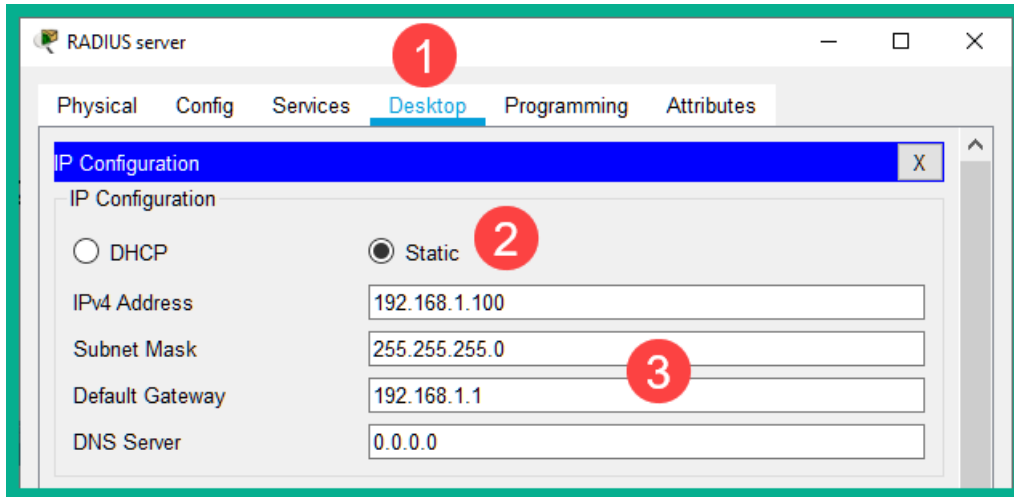 RADIUS server
1
Physical Config Services Desktop Programming Attributes
IP Configuration X
IP Configuration
DHCP Static 2
IPv4 Address 192.168.1.100
Subnet Mask 255.255.255.0
3
Default Gateway 192.168.1.1
DNS Server 0.0.0.0